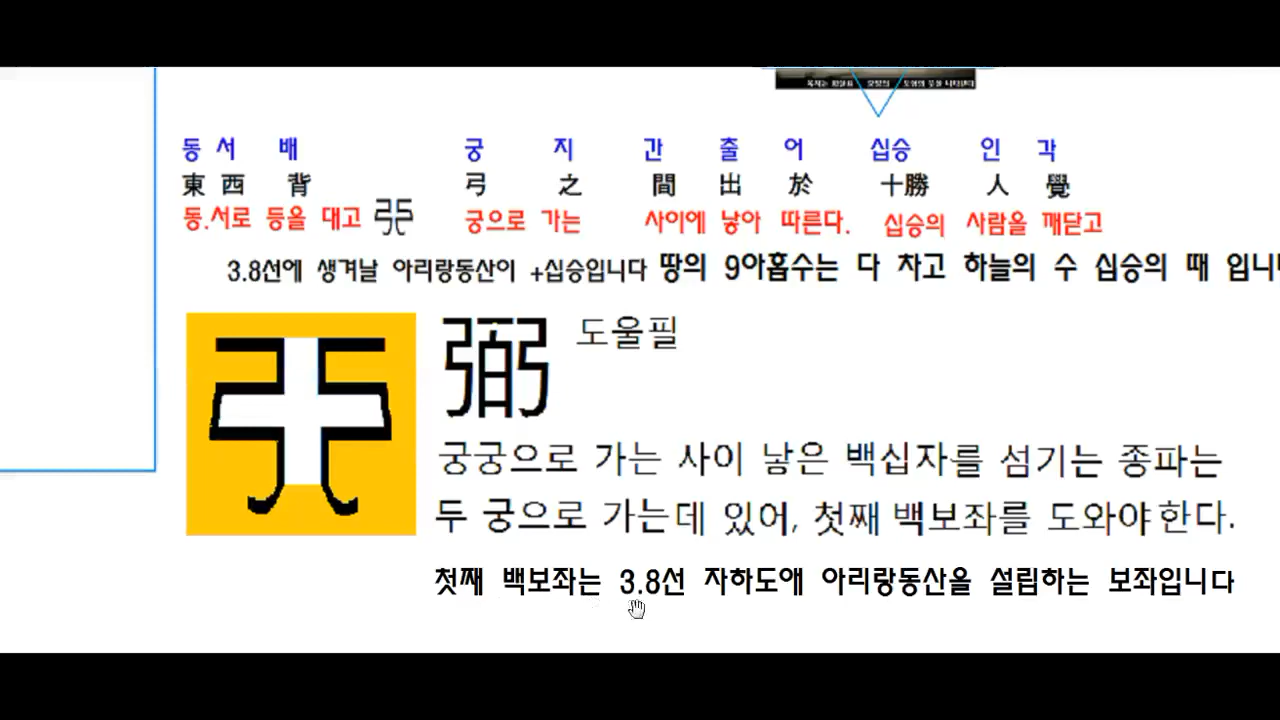 동 서 배 궁 지 간 출 어 십승 인 각
東 西 背 弓 之 間 出 於 十勝 人 覺
동.서로 등을 대고 궁으로 가는 사이에 낳아 따른다. 십승의 사람을 깨닫고
3.8선에 생겨날 아리랑동산이 +십승입니다 땅의 9아홉수는 다 차고 하늘의 수 십승의 때 입니
弼 도울필
궁궁으로 가는 사이 낳은 백십자를 섬기는 종파는
두 궁으로 가는데 있어, 첫째 백보좌를 도와야한다.
첫째 백보좌는 3.8선 자하도애 아리랑동산을 설립하는 보좌입니다